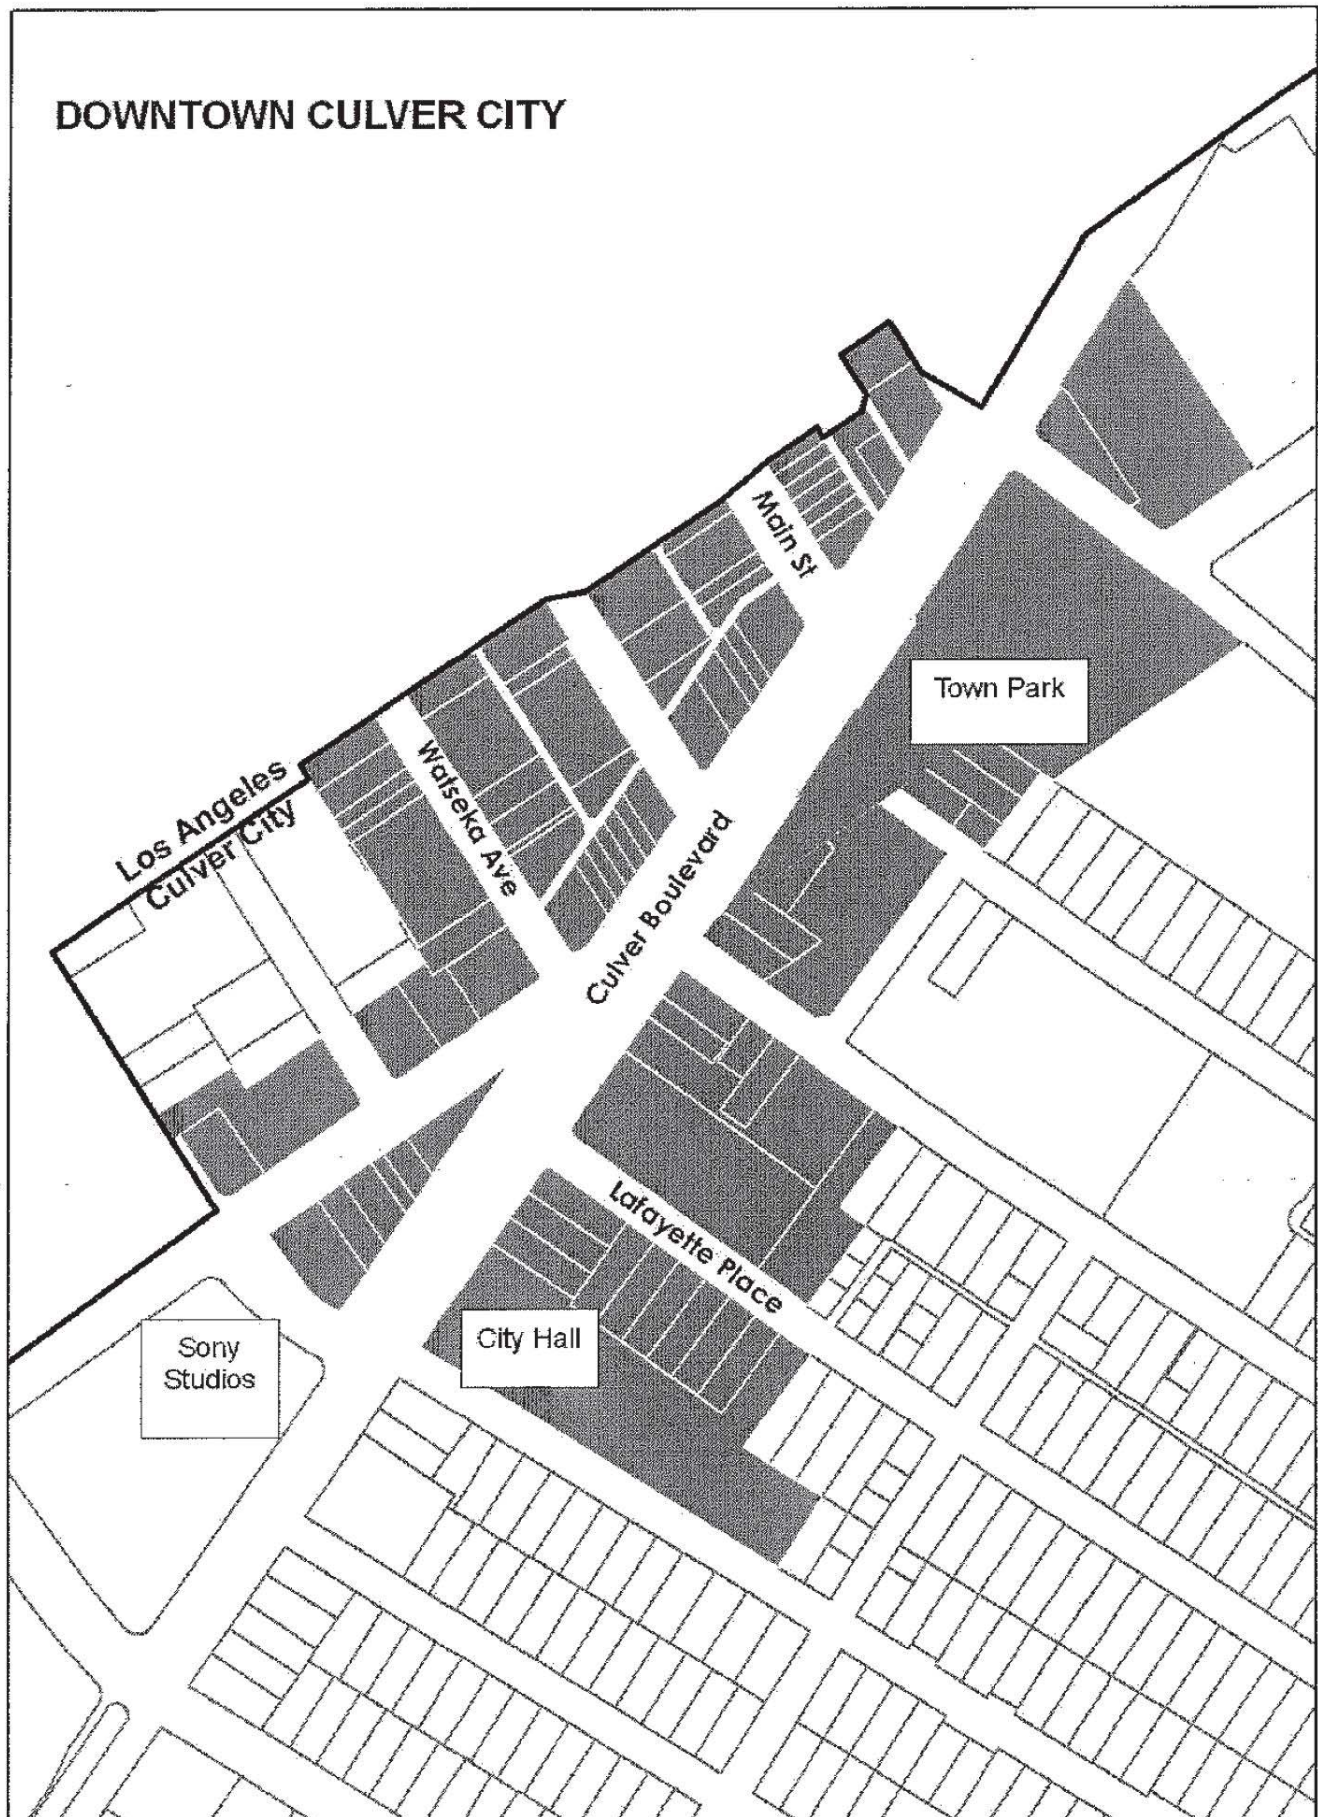 DOWNTOWN CULVER CITY
Main St
Town Park
Los Angeles
Culver City
Watseka Ave
Culver Boulevard
Lafayette Place
City Hall
Sony
Studios